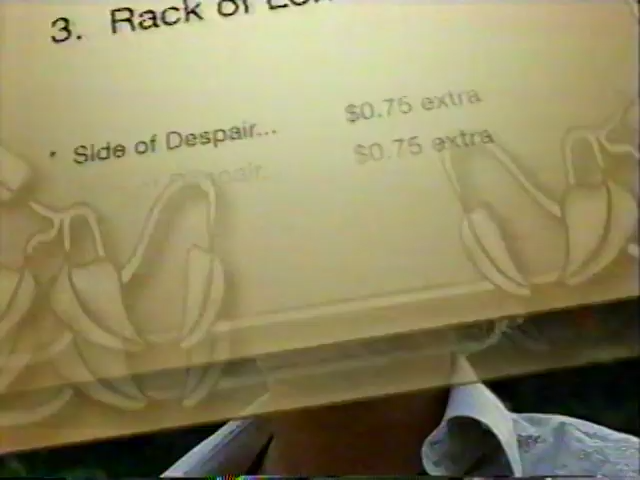 3. Rack of
• Side of Despair... $0.75 extra
$0.75 extra